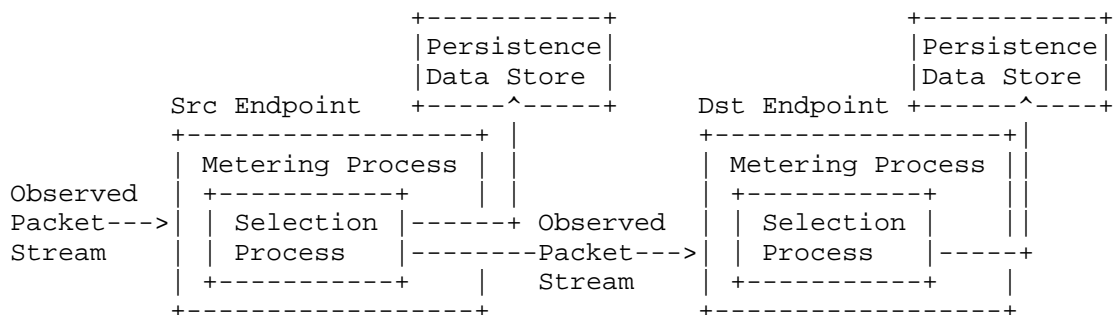 +-----------+                +-----------+
|Persistence|                |Persistence|
|Data Store |                |Data Store |
Src Endpoint   +-----^-----+    Dst Endpoint +------^----+
+------------------+ |             +------------------+|
| Metering Process | |             | Metering Process ||
Observed  | +-----------+    | |             | +-----------+    ||
Packet--->| | Selection |------+ Observed    | | Selection |    ||
Stream    | | Process   |--------Packet--->| | Process   |-----+
| +-----------+    |   Stream    | +-----------+    |
+------------------+             +------------------+